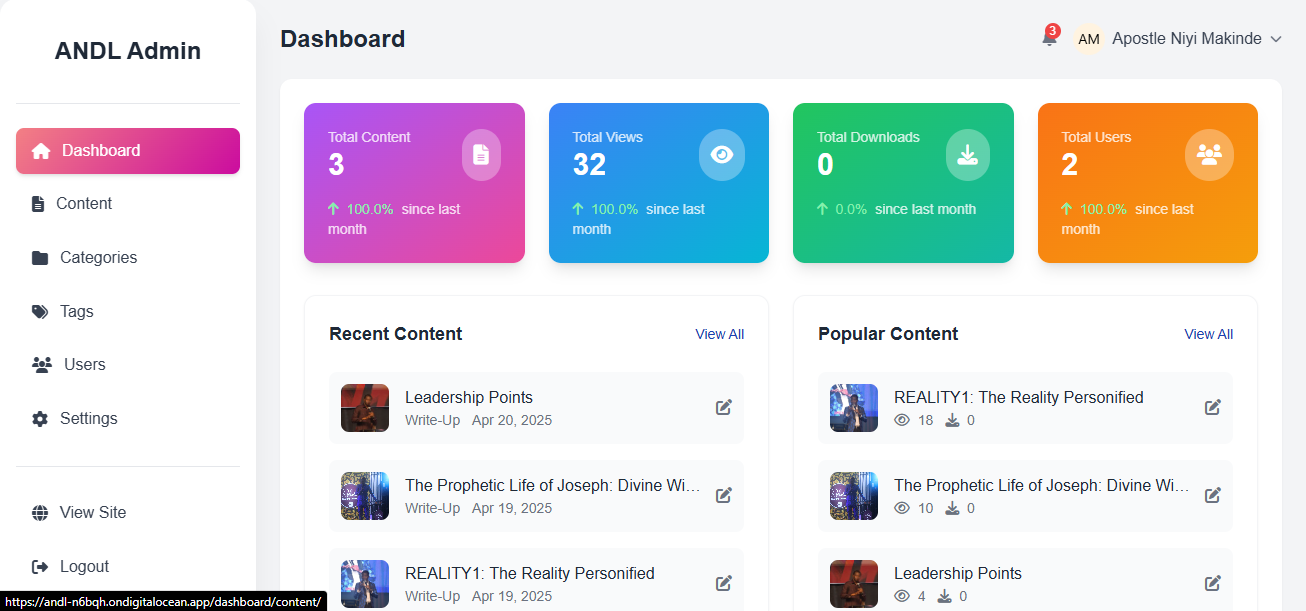 ANDL Admin
Dashboard
Content
Categories
Tags
Users
Settings
View Site
Logout
https://andl-n6bqh.ondigitalocean.app/dashboard/content/
Dashboard
3
AM
Apostle Niyi Makinde
Total Content
3
100.0% since last
month
Total Views
32
100.0% since last
month
Total Downloads
0
0.0% since last month
Total Users
2
100.0% since last
month
Recent Content
View All
Leadership Points
Write-Up Apr 20, 2025
The Prophetic Life of Joseph: Divine Wi...
Write-Up Apr 19, 2025
REALITY1: The Reality Personified
Write-Up Apr 19, 2025
Popular Content
View All
REALITY1: The Reality Personified
18 0
The Prophetic Life of Joseph: Divine Wi...
10 0
Leadership Points
4 0